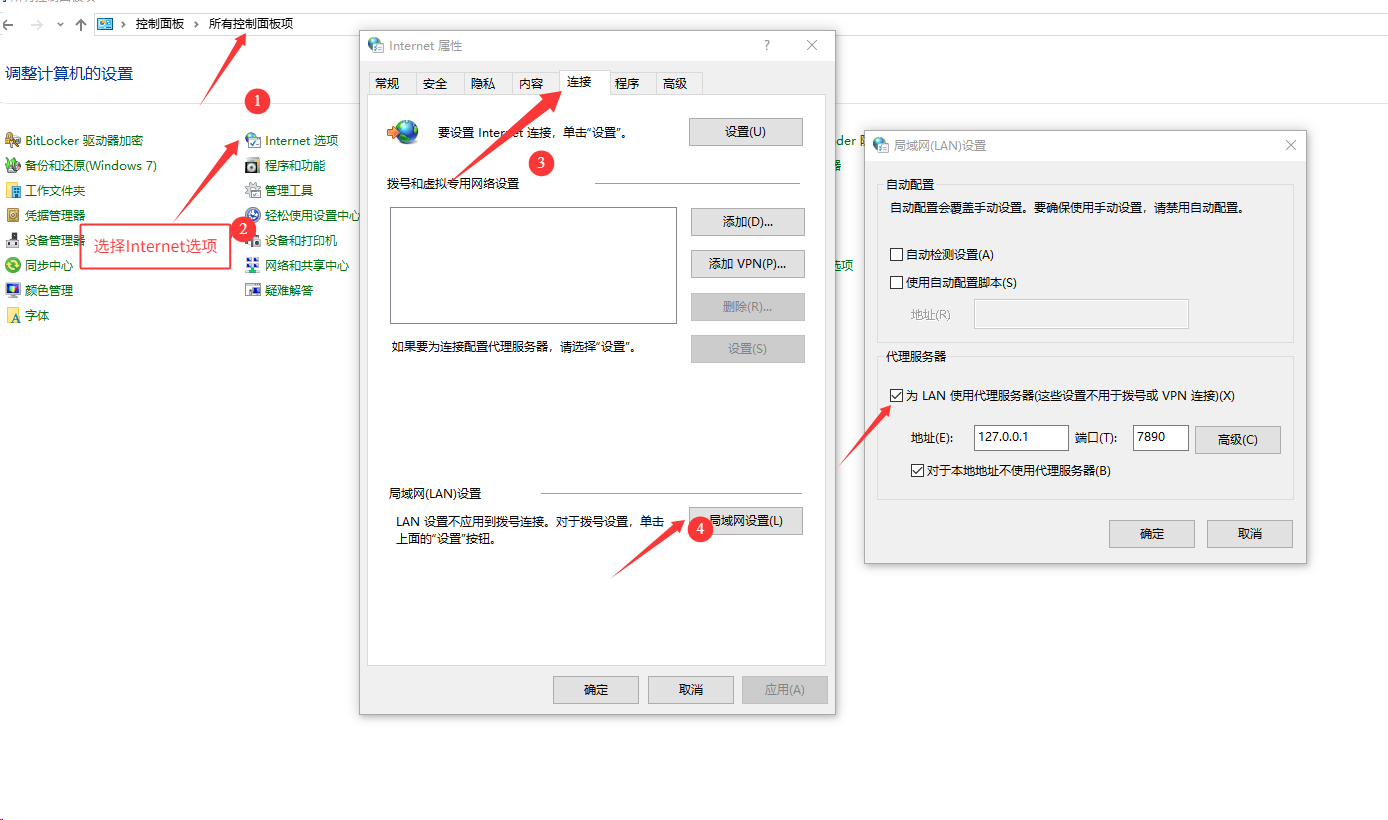 控制面板 › 所有控制面板项
调整计算机的设置
1
BitLocker 驱动器加密
备份和还原(Windows 7)
工作文件夹
凭据管理器
设备管理器
同步中心
颜色管理
字体
Internet 选项
程序和功能
管理工具
轻松使用设置中心
设备和打印机
网络和共享中心
疑难解答
2
选择Internet选项
Internet 属性
?
常规 安全 隐私 内容 连接 程序 高级
要设置 Internet 连接，单击“设置”。
设置(U)
3
拨号和虚拟专用网络设置
添加(D)...
添加 VPN(P)...
删除(R)...
如果要为连接配置代理服务器，请选择“设置”。
设置(S)
局域网(LAN)设置
LAN 设置不应用到拨号连接。对于拨号设置，单击
上面的“设置”按钮。
4
局域网设置(L)
确定 取消 应用(A)
der
选项
局域网(LAN)设置
自动配置
自动配置会覆盖手动设置。要确保使用手动设置，请禁用自动配置。
自动检测设置(A)
使用自动配置脚本(S)
地址(R)
代理服务器
为 LAN 使用代理服务器(这些设置不用于拨号或 VPN 连接)(X)
地址(E): 127.0.0.1 端口(T): 7890 高级(C)
对于本地地址不使用代理服务器(B)
确定 取消